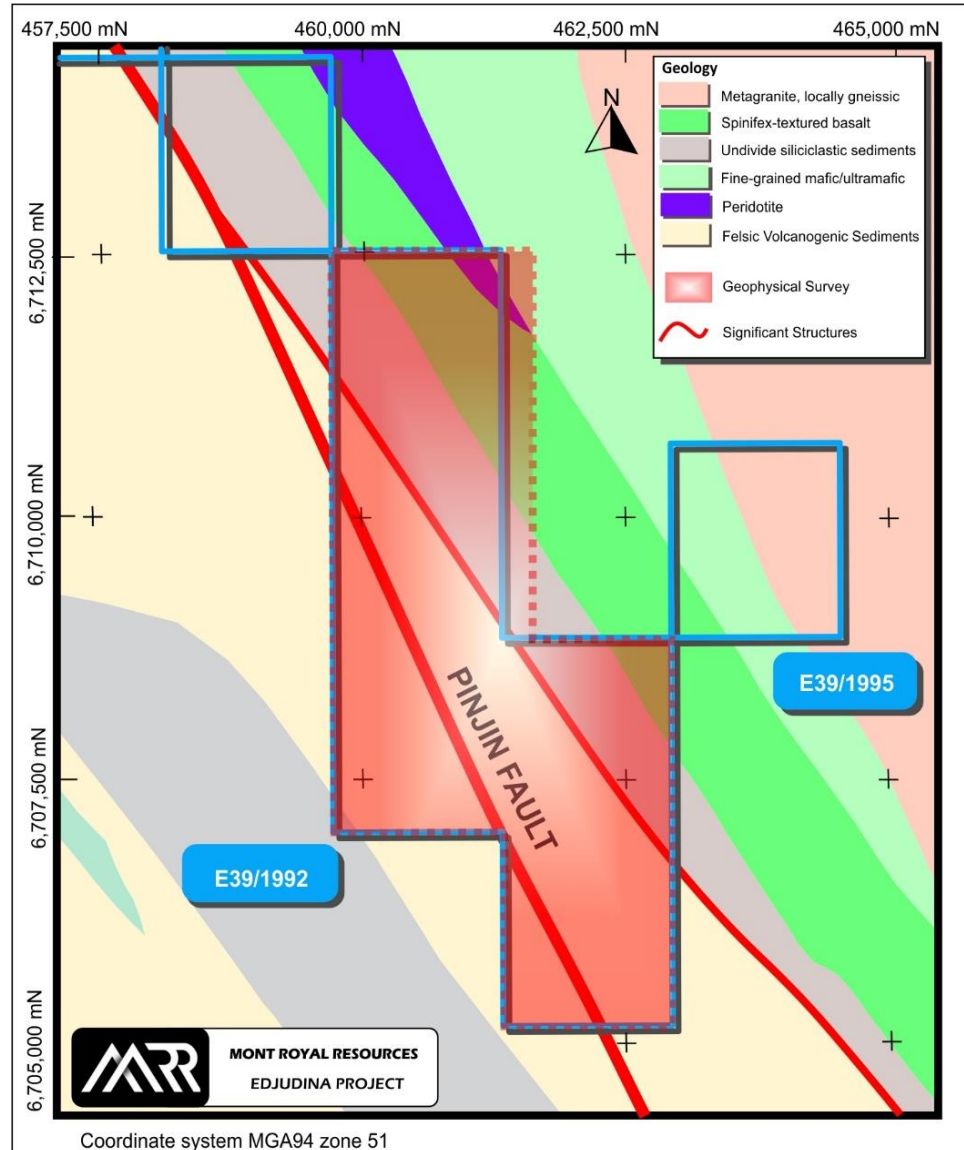 457,500 mN 460,000 mN 462,500 mN 465,000 mN
Geology
Metagranite, locally gneissic
Spinifex-textured basalt
Undivide siliciclastic sediments
Fine-grained mafic/ultramafic
Peridotite
Felsic Volcanogenic Sediments
Geophysical Survey
Significant Structures
N
6,712,500 mN
6,710,000 mN
6,707,500 mN
6,705,000 mN
E39/1995
PINJIN FAULT
E39/1992
MRR
MONT ROYAL RESOURCES
EDJUDINA PROJECT
Coordinate system MGA94 zone 51